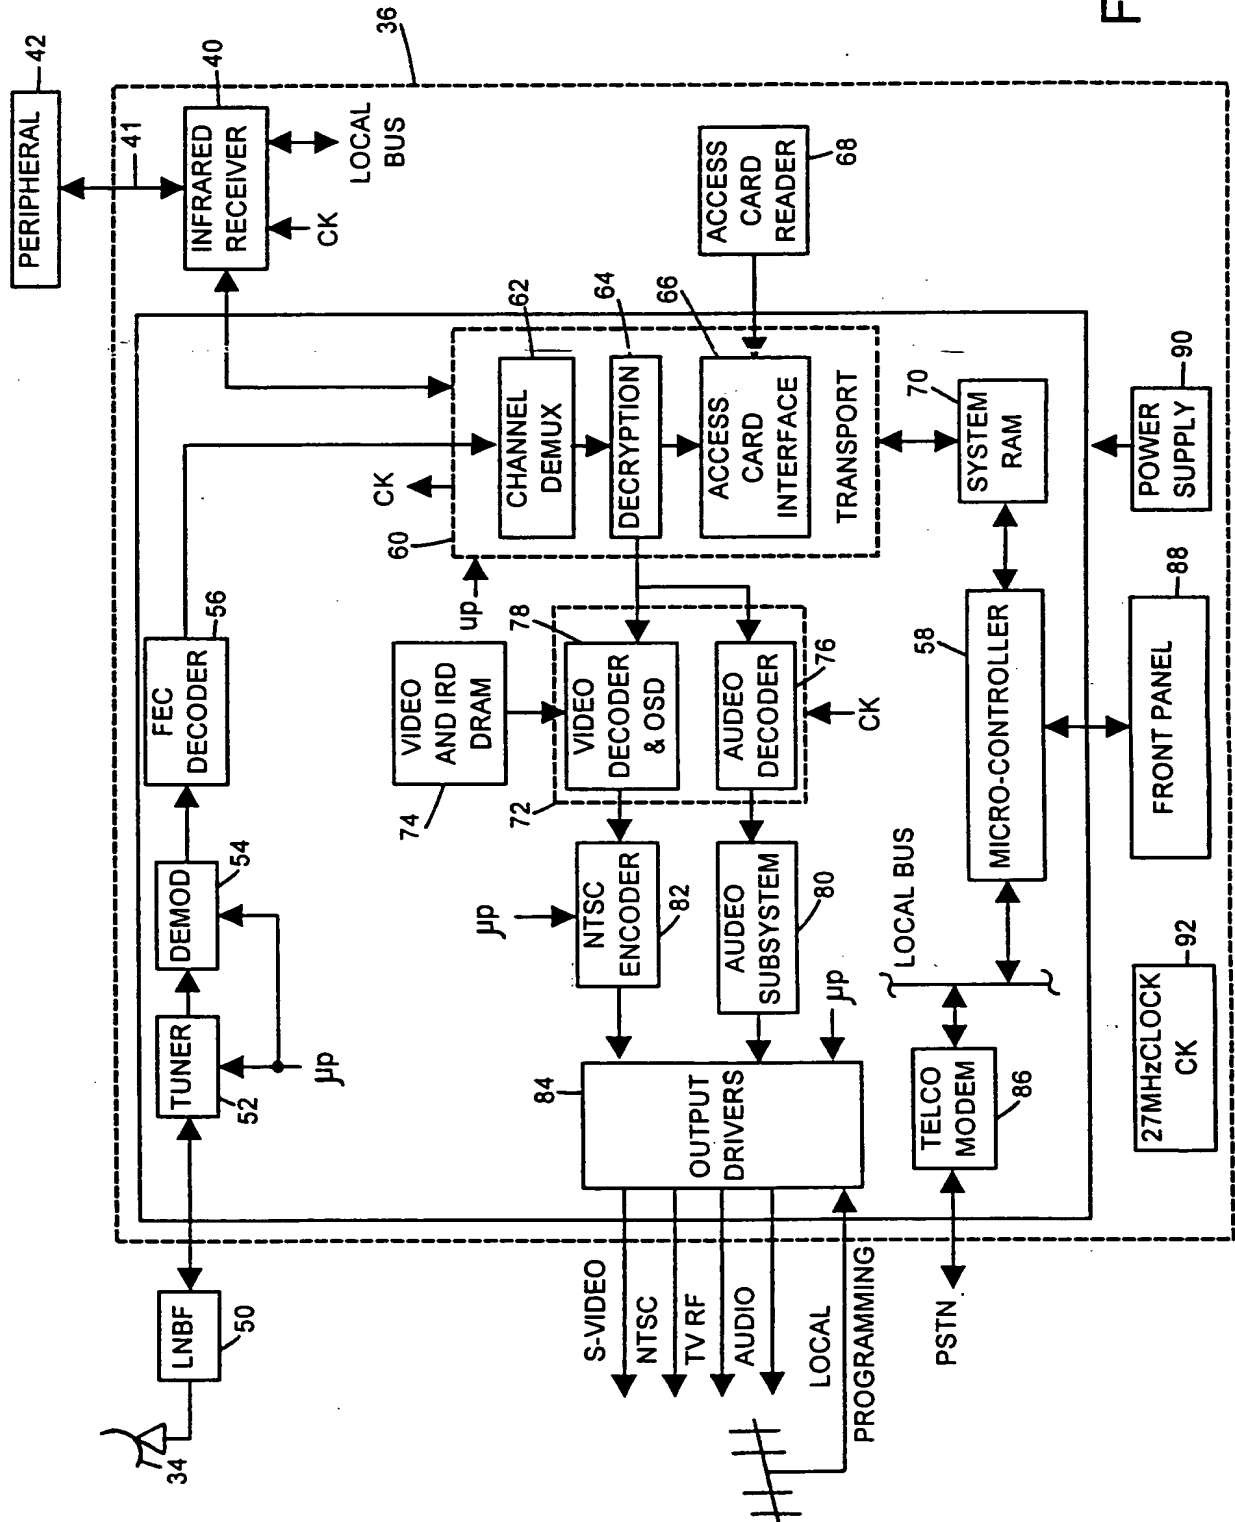 34
LNBF
50
TUNER
52
DEMOD
54
µp
FEC
DECODER
56
PERIPHERAL
42
41
INFRARED
RECEIVER
40
36
CK
LOCAL
BUS
CK
60
up
CHANNEL
DEMUX
62
DECRYPTION
64
ACCESS
CARD
INTERFACE
66
TRANSPORT
ACCESS
CARD
READER
68
VIDEO
AND IRD
DRAM
74
72
VIDEO
DECODER
& OSD
78
AUDEO
DECODER
76
CK
µp
NTSC
ENCODER
82
AUDEO
SUBSYSTEM
80
84
OUTPUT
DRIVERS
µp
S-VIDEO
NTSC
TV RF
AUDIO
LOCAL
PROGRAMMING
PSTN
TELCO
MODEM
86
LOCAL BUS
MICRO-CONTROLLER
58
SYSTEM
RAM
70
27MHzCLOCK
CK
92
FRONT PANEL
88
POWER
SUPPLY
90
F